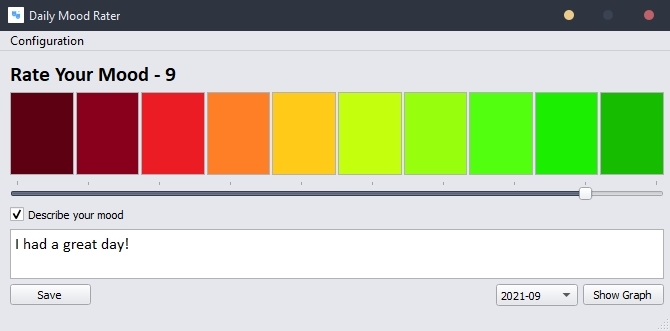 Daily Mood Rater
Configuration
Rate Your Mood - 9
Describe your mood
I had a great day!
Save
2021-09
Show Graph